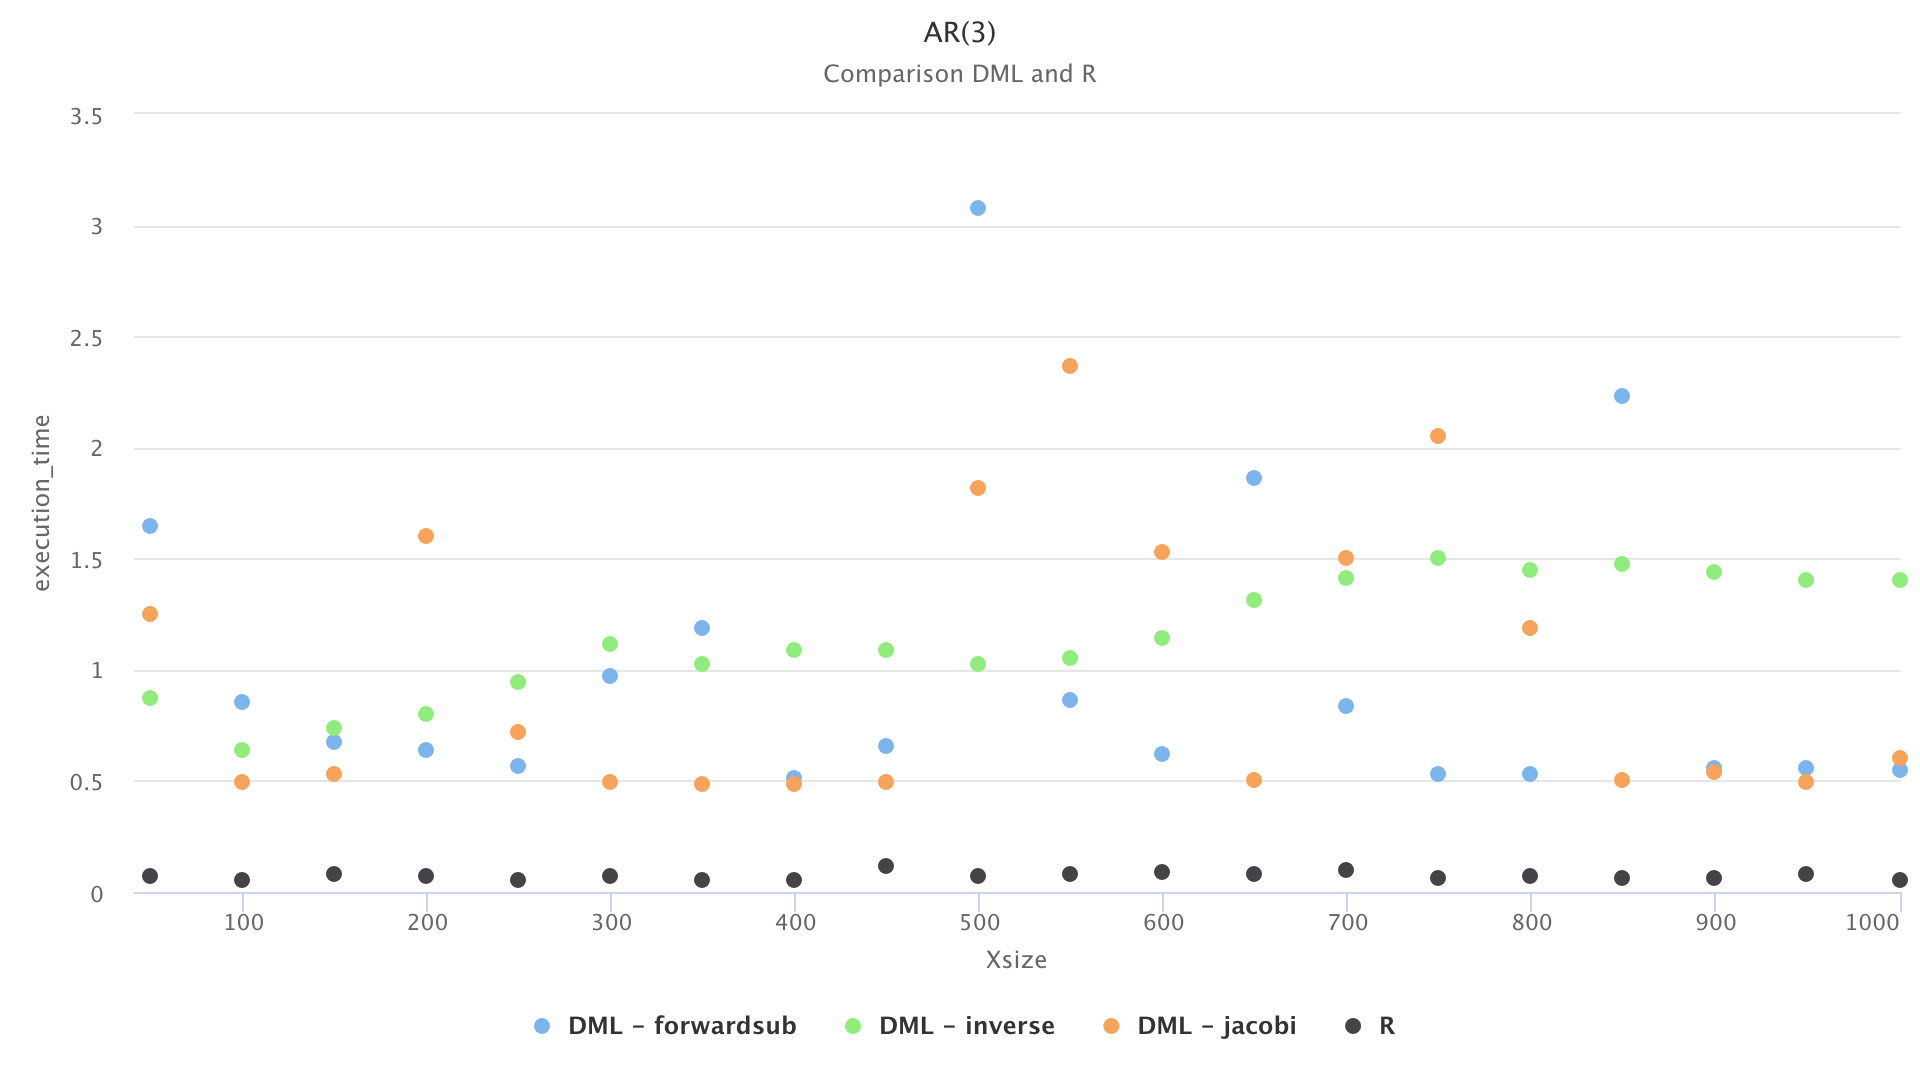 AR(3)
Comparison DML and R
3.5
3
2.5
2
1.5
1
0.5
0
execution_time
100 200 300 400 500 600 700 800 900 1000
Xsize
DML - forwardsub DML - inverse DML - jacobi R